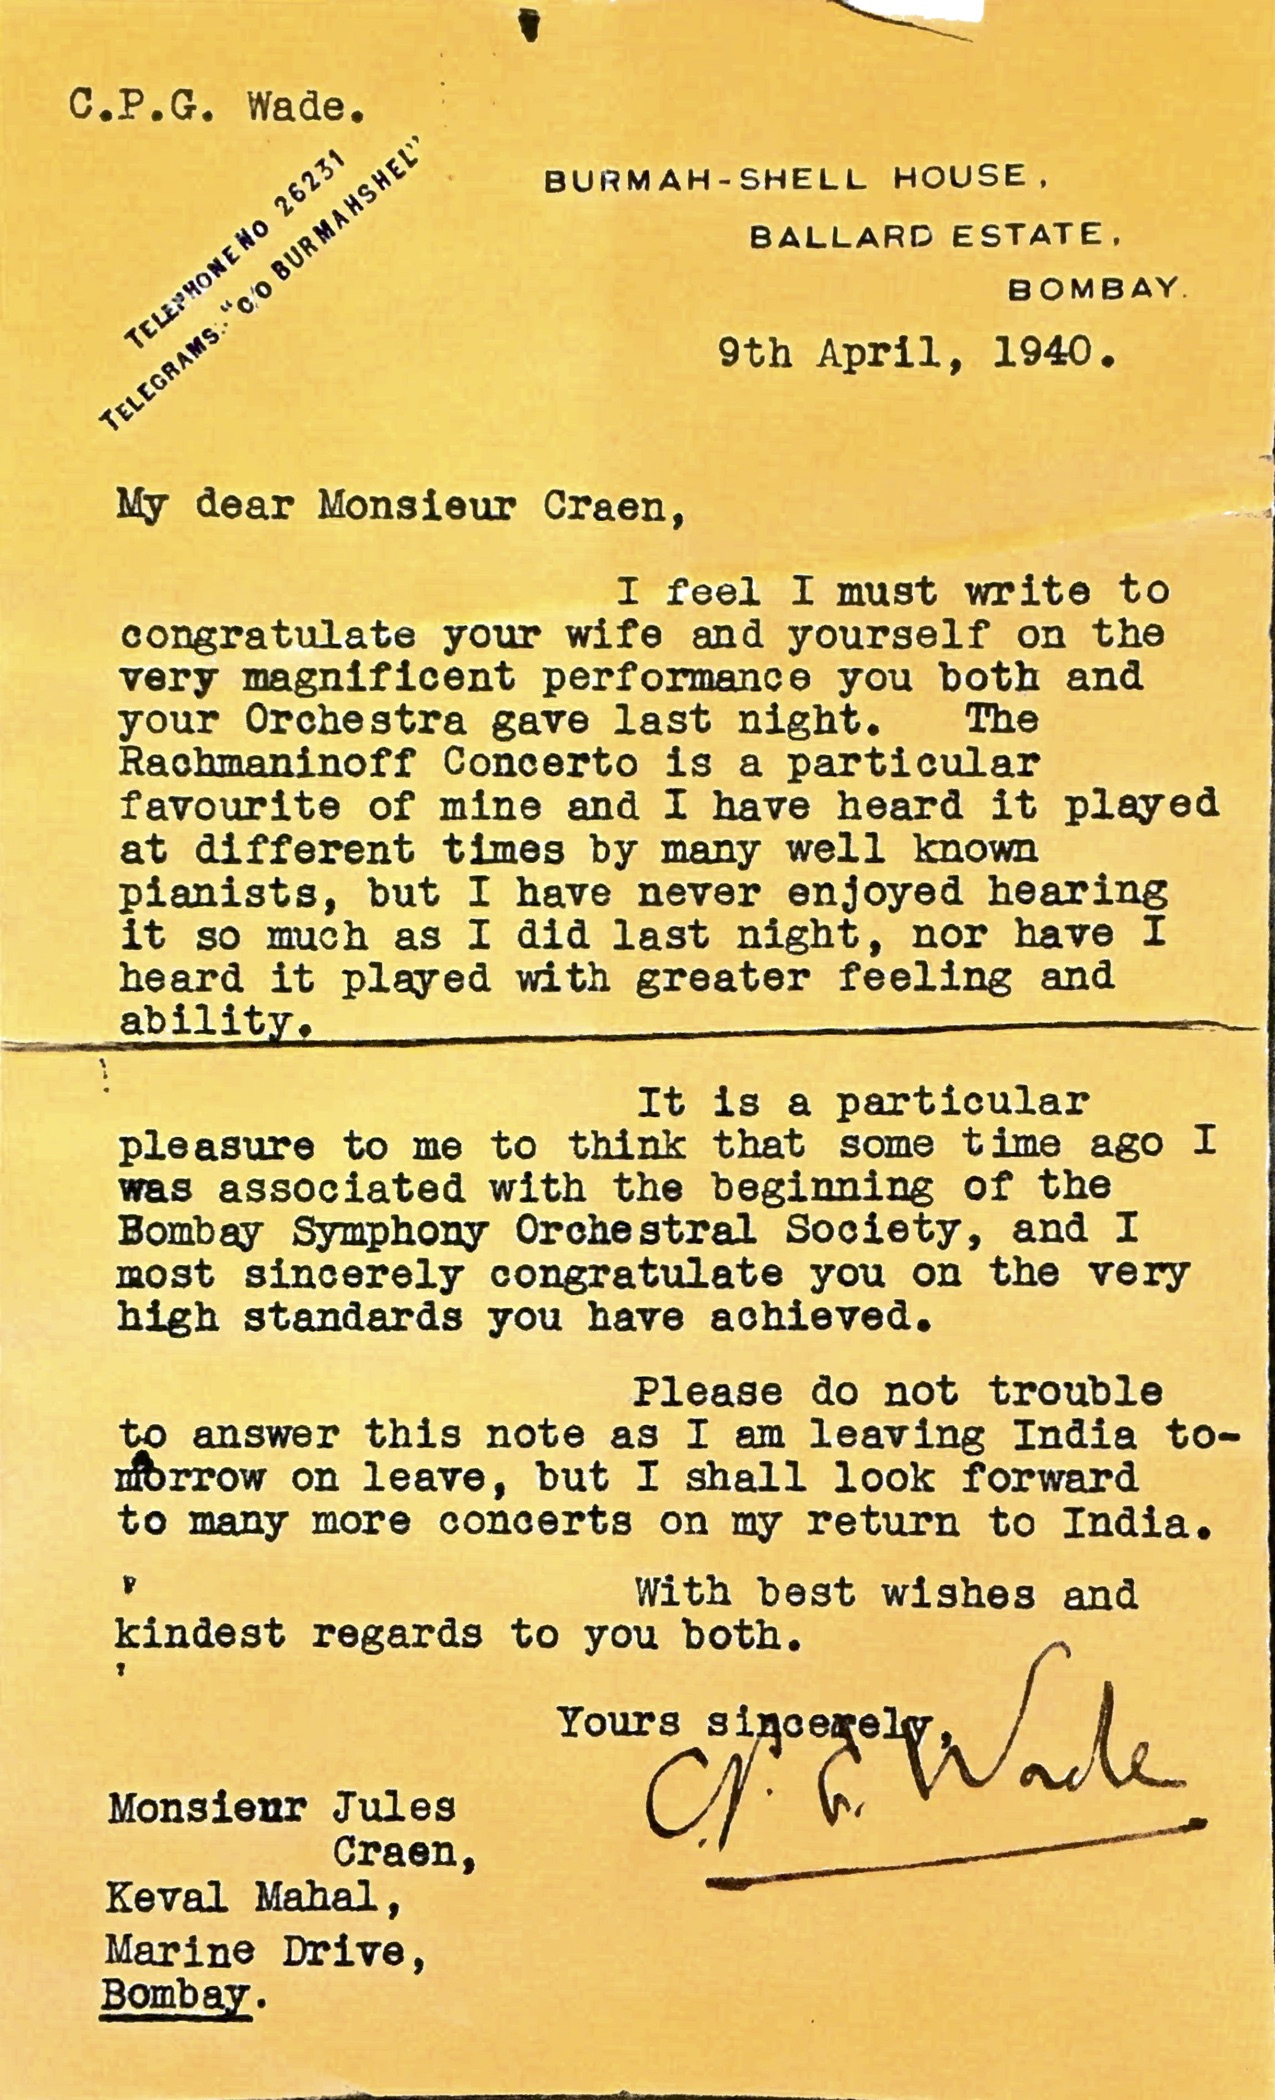 C.P.G. Wade.
TELEPHONE No 26231
TELEGRAMS: "C/O BURMAHSHEL"
BURMAH-SHELL HOUSE,
BALLARD ESTATE,
BOMBAY.
9th April, 1940.
My dear Monsieur Craen,
I feel I must write to
congratulate your wife and yourself on the
very magnificent performance you both and
your Orchestra gave last night. The
Rachmaninoff Concerto is a particular
favourite of mine and I have heard it played
at different times by many well known
pianists, but I have never enjoyed hearing
it so much as I did last night, nor have I
heard it played with greater feeling and
ability.
It is a particular
pleasure to me to think that some time ago I
was associated with the beginning of the
Bombay Symphony Orchestral Society, and I
most sincerely congratulate you on the very
high standards you have achieved.
Please do not trouble
to answer this note as I am leaving India to-
morrow on leave, but I shall look forward
to many more concerts on my return to India.
With best wishes and
kindest regards to you both.
Yours sincerely,
C.P.G. Wade
Monsieur Jules
Craen,
Keval Mahal,
Marine Drive,
Bombay.